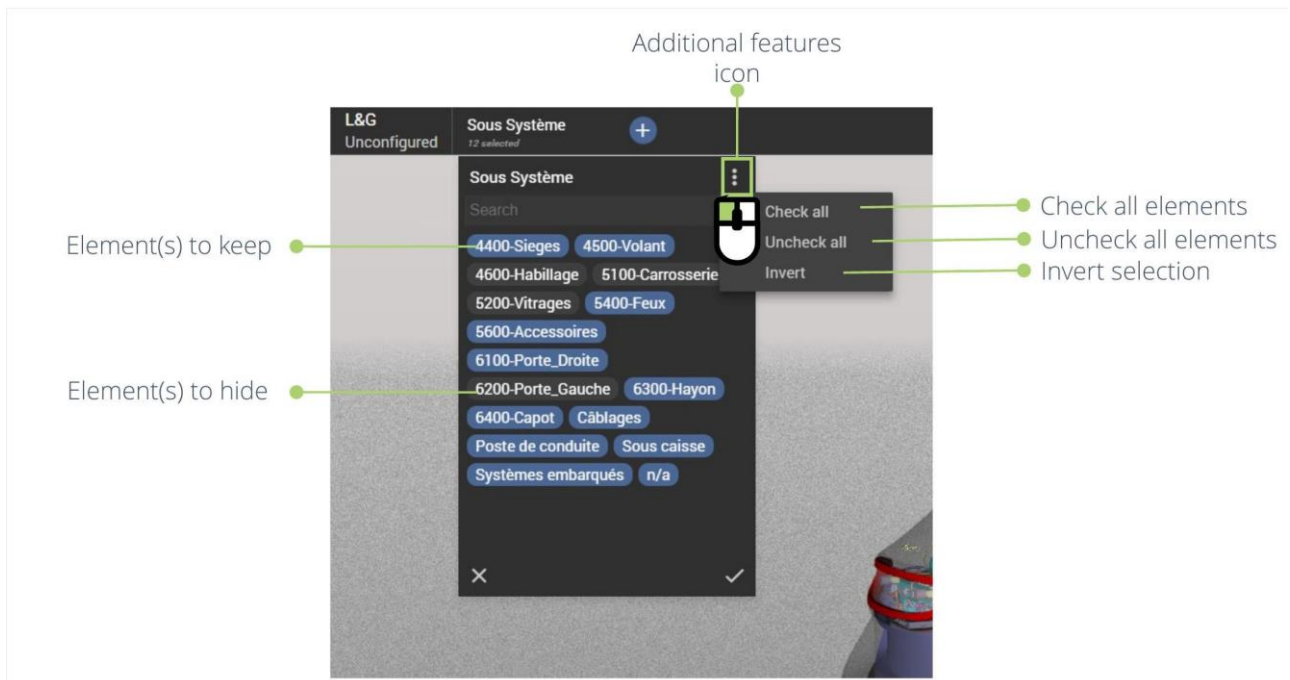 Additional features
icon
L&G
Unconfigured
Sous Système
12 selected
Sous Système
Search
Check all
Uncheck all
Invert
Check all elements
Uncheck all elements
Invert selection
Element(s) to keep
4400-Sieges 4500-Volant
4600-Habillage 5100-Carrosserie
5200-Vitrages 5400-Feux
5600-Accessoires
6100-Porte_Droite
Element(s) to hide
6200-Porte_Gauche 6300-Hayon
6400-Capot Câblages
Poste de conduite Sous caisse
Systèmes embarqués n/a